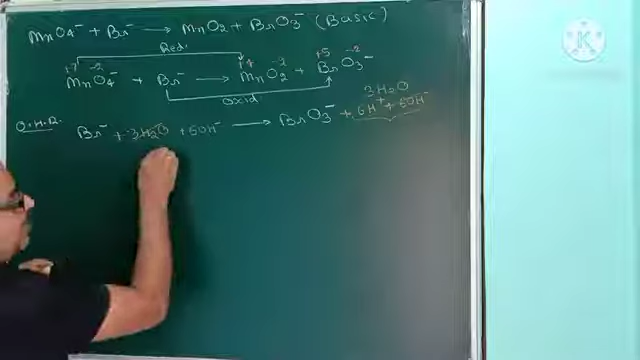 MnO4⁻ + Br⁻ → MnO2 + BrO3⁻ (Basic)
Red.
+7 -2 +4 -2 +5 -2
MnO4⁻ + Br⁻ → MnO2 + BrO3⁻
Oxid
3H2O
O.H.R. Br⁻ + 3H2O + 6OH⁻ → BrO3⁻ + 6H⁺ + 6OH⁻